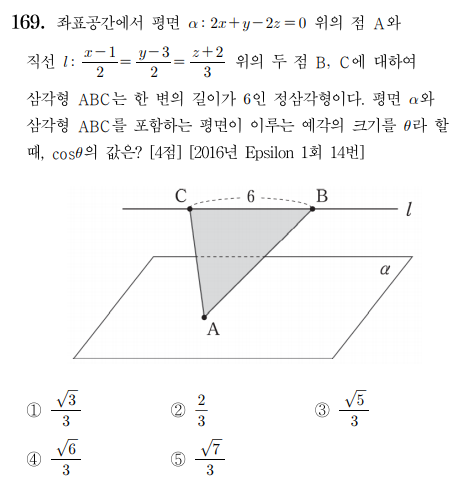 169. 좌표공간에서 평면 α: 2x+y−2z=0 위의 점 A와
직선 l: \frac{x-1}{2}=\frac{y-3}{2}=\frac{z+2}{3} 위의 두 점 B, C에 대하여
삼각형 ABC는 한 변의 길이가 6인 정삼각형이다. 평면 α와
삼각형 ABC를 포함하는 평면이 이루는 예각의 크기를 θ라 할
때, cosθ의 값은? [4점] [2016년 Epsilon 1회 14번]
C 6 B
l
α
A
① \frac{\sqrt{3}}{3} ② \frac{2}{3} ③ \frac{\sqrt{5}}{3}
④ \frac{\sqrt{6}}{3} ⑤ \frac{\sqrt{7}}{3}